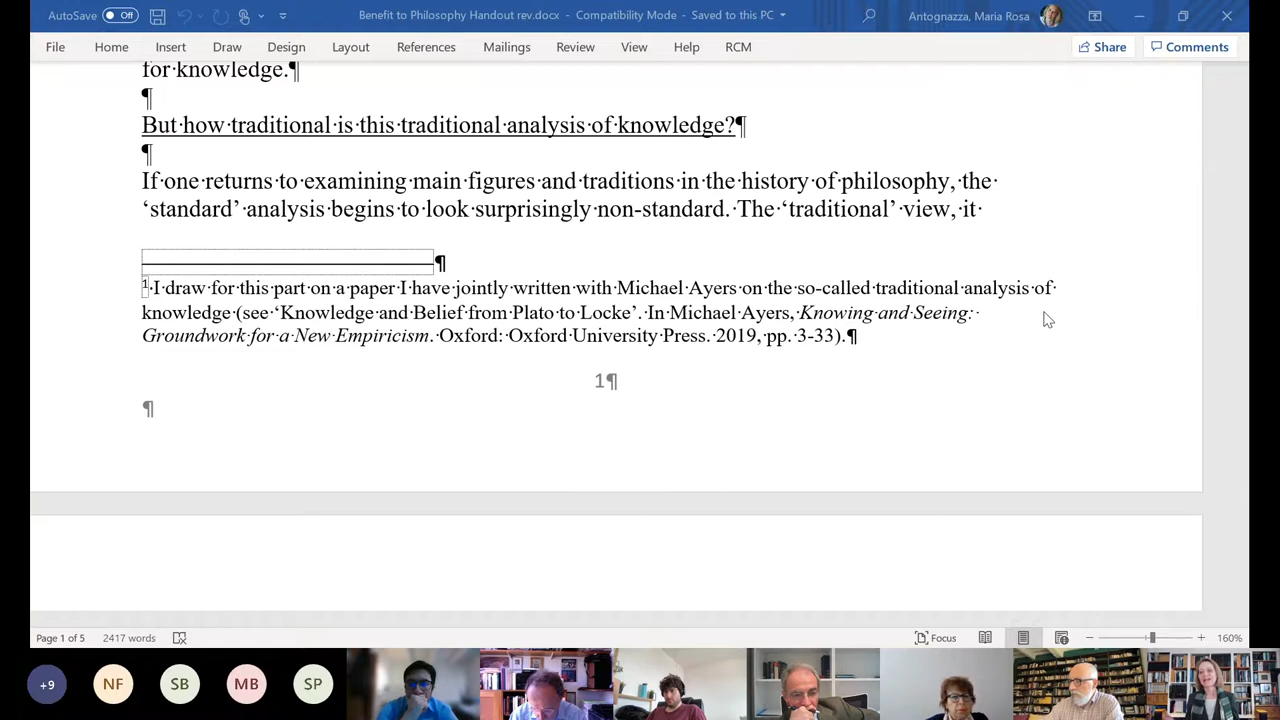 AutoSave Off Benefit to Philosophy Handout rev.docx - Compatibility Mode - Saved to this PC Antognazza, Maria Rosa
File Home Insert Draw Design Layout References Mailings Review View Help RCM Share Comments
for·knowledge.¶
¶
But·how·traditional·is·this·traditional·analysis·of·knowledge?¶
¶
If·one·returns·to·examining·main·figures·and·traditions·in·the·history·of·philosophy,·the·
‘standard’·analysis·begins·to·look·surprisingly·non-standard.··The·‘traditional’·view,·it·
¶
1·I·draw·for·this·part·on·a·paper·I·have·jointly·written·with·Michael·Ayers·on·the·so-called·traditional·analysis·of·
knowledge·(see·‘Knowledge·and·Belief·from·Plato·to·Locke’.··In·Michael·Ayers,·Knowing·and·Seeing:·
Groundwork·for·a·New·Empiricism.·Oxford:·Oxford·University·Press.·2019,·pp.·3-33).¶
1¶
¶
Page 1 of 5 2417 words Focus 160%
+9 NF SB MB SP